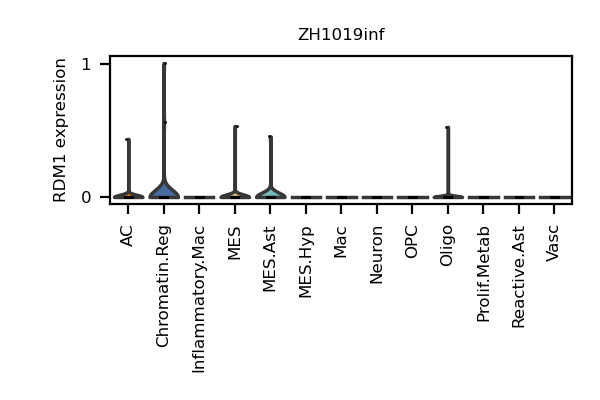 ZH1019inf
RDM1 expression
1
0
AC
Chromatin.Reg
Inflammatory.Mac
MES
MES.Ast
MES.Hyp
Mac
Neuron
OPC
Oligo
Prolif.Metab
Reactive.Ast
Vasc